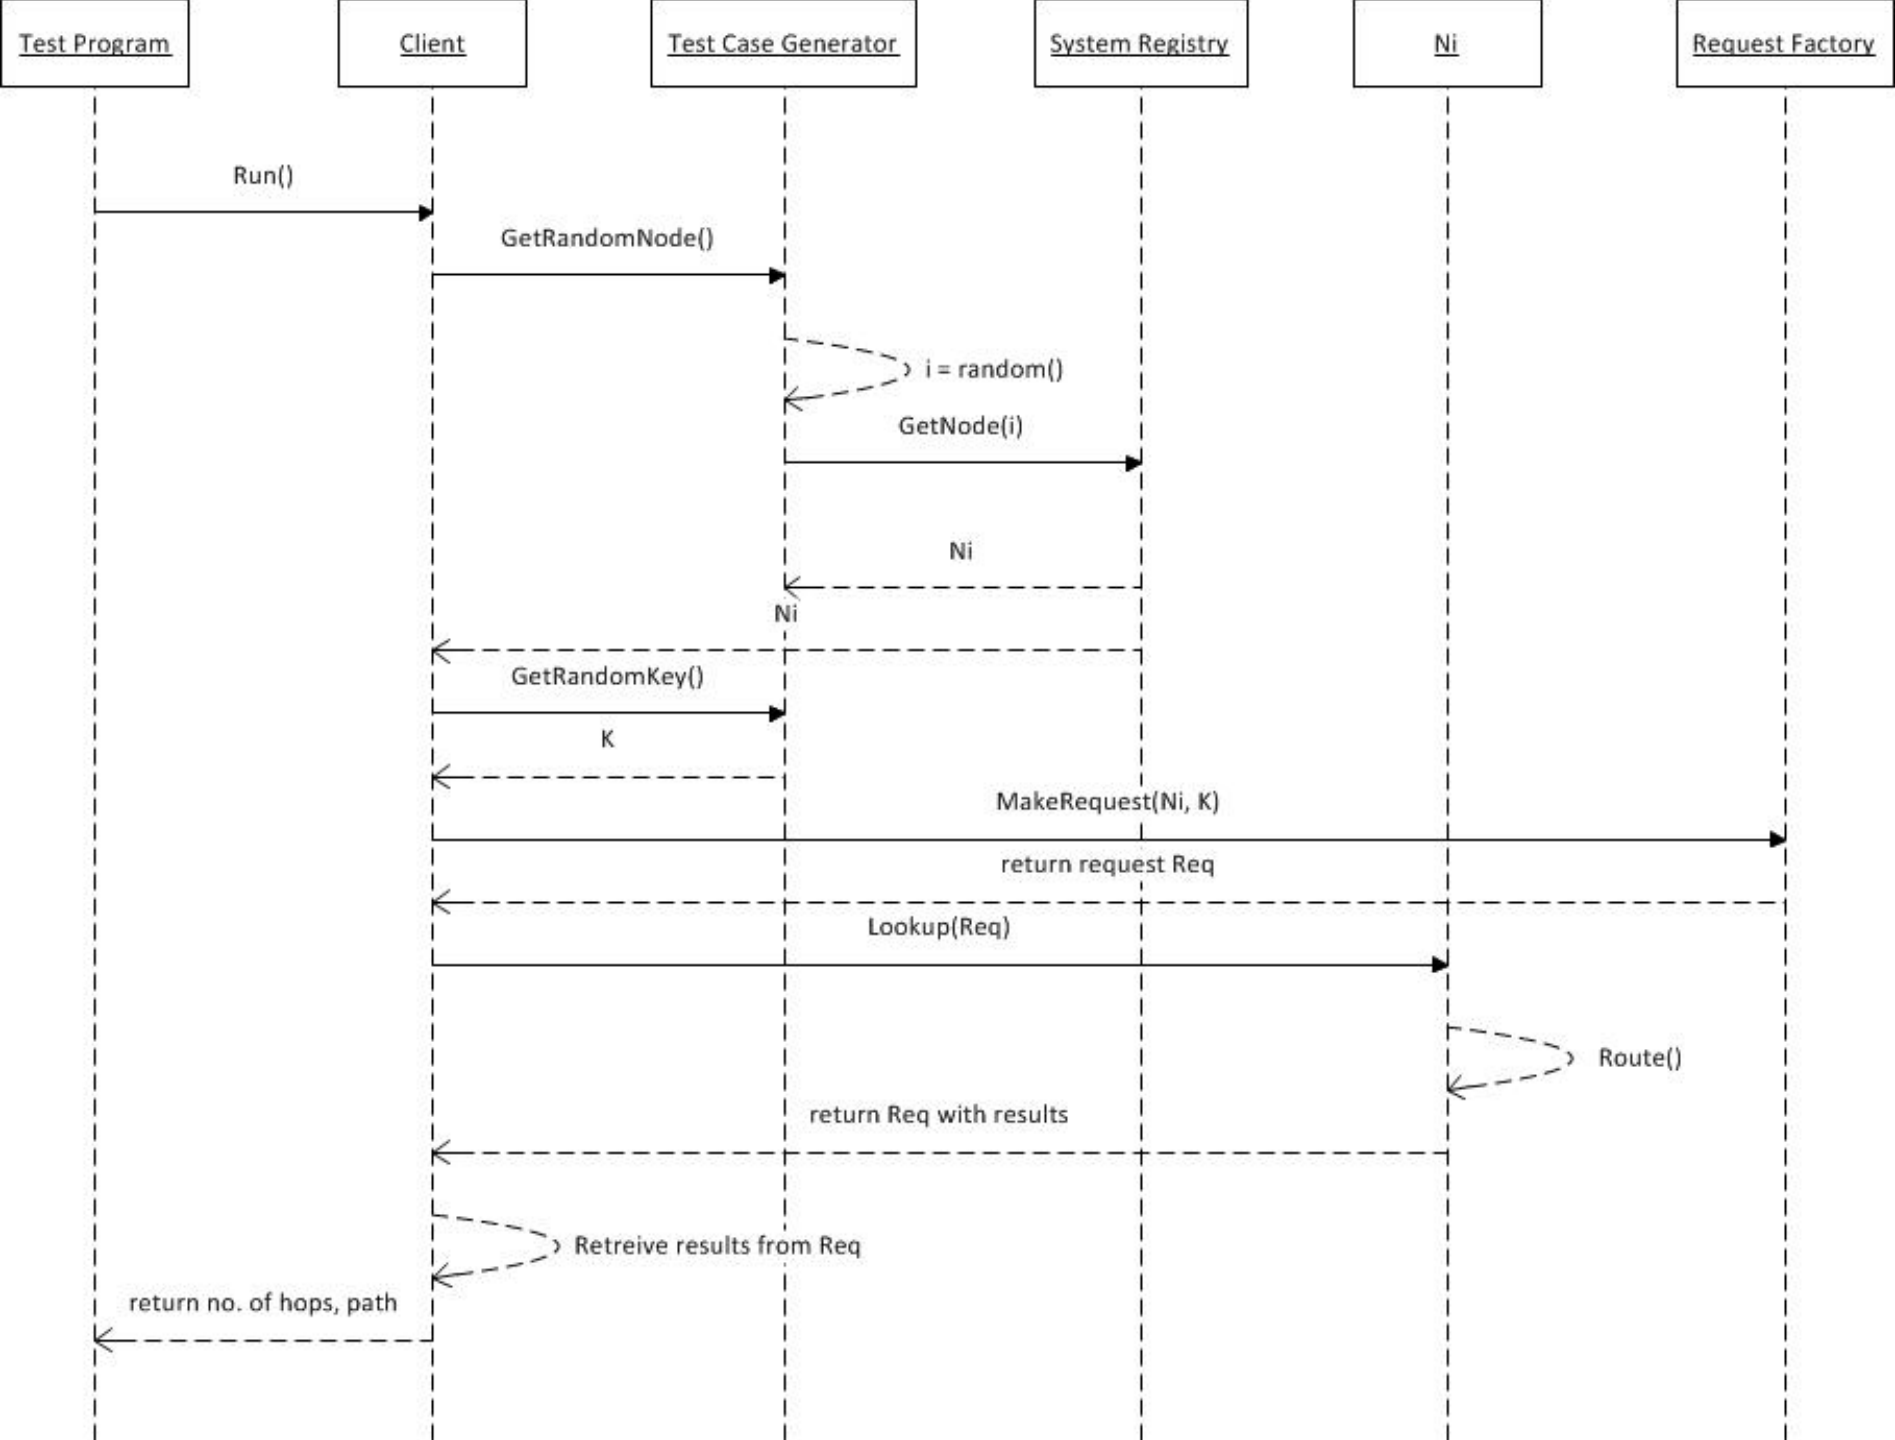 Test Program
Client
Test Case Generator
System Registry
Ni
Request Factory
Run()
GetRandomNode()
i = random()
GetNode(i)
Ni
Ni
GetRandomKey()
K
MakeRequest(Ni, K)
return request Req
Lookup(Req)
Route()
return Req with results
Retreive results from Req
return no. of hops, path